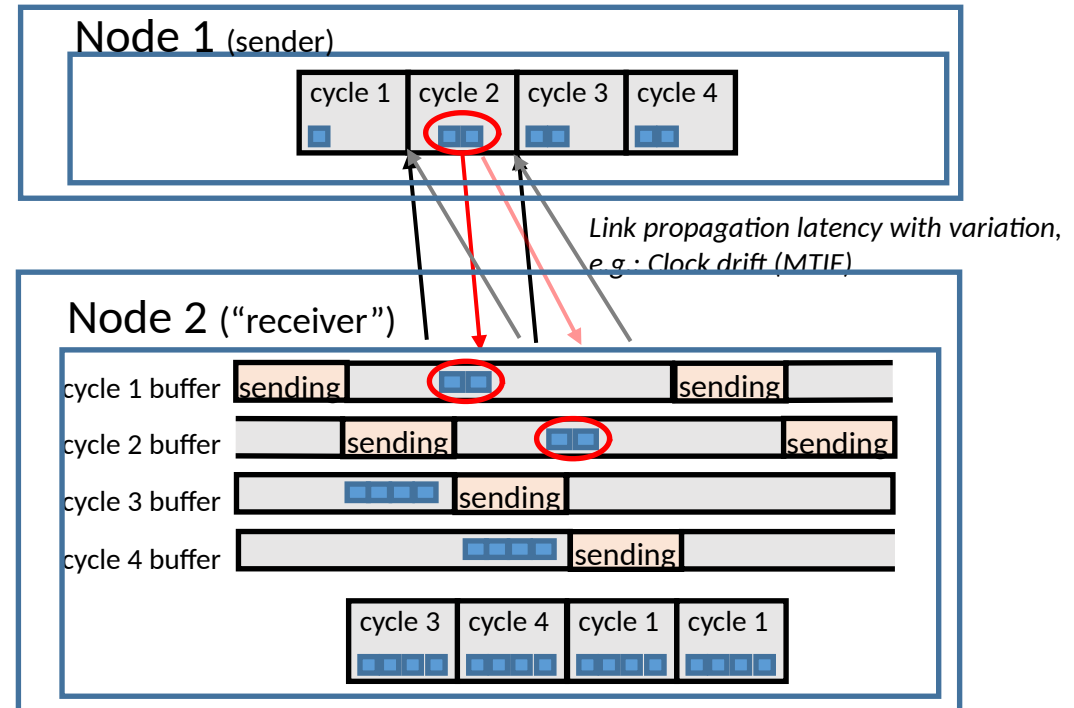 Node 1 (sender)
cycle 1 cycle 2 cycle 3 cycle 4
Link propagation latency with variation,
e.g.: Clock drift (MTIE)
Node 2 (“receiver”)
cycle 1 buffer sending sending
cycle 2 buffer sending sending
cycle 3 buffer sending
cycle 4 buffer sending
cycle 3 cycle 4 cycle 1 cycle 1